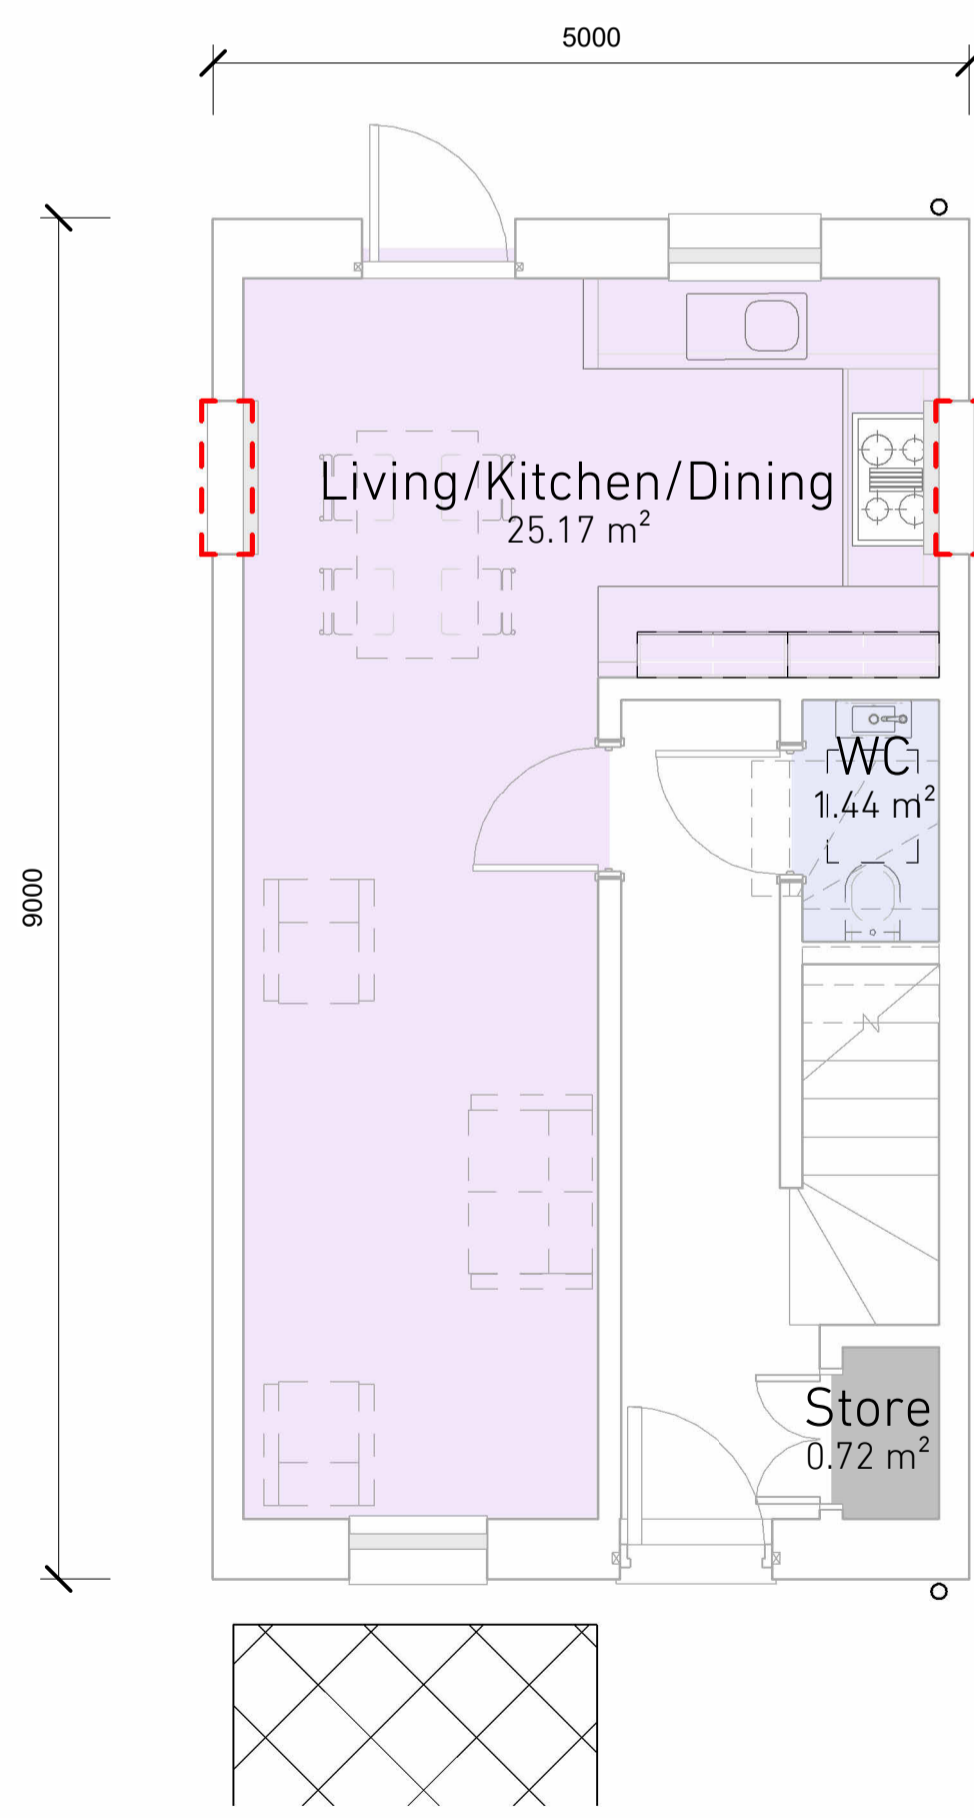 5000
Living/Kitchen/Dining
25.17 m²
WC
1.44 m²
9000
Store
0.72 m²